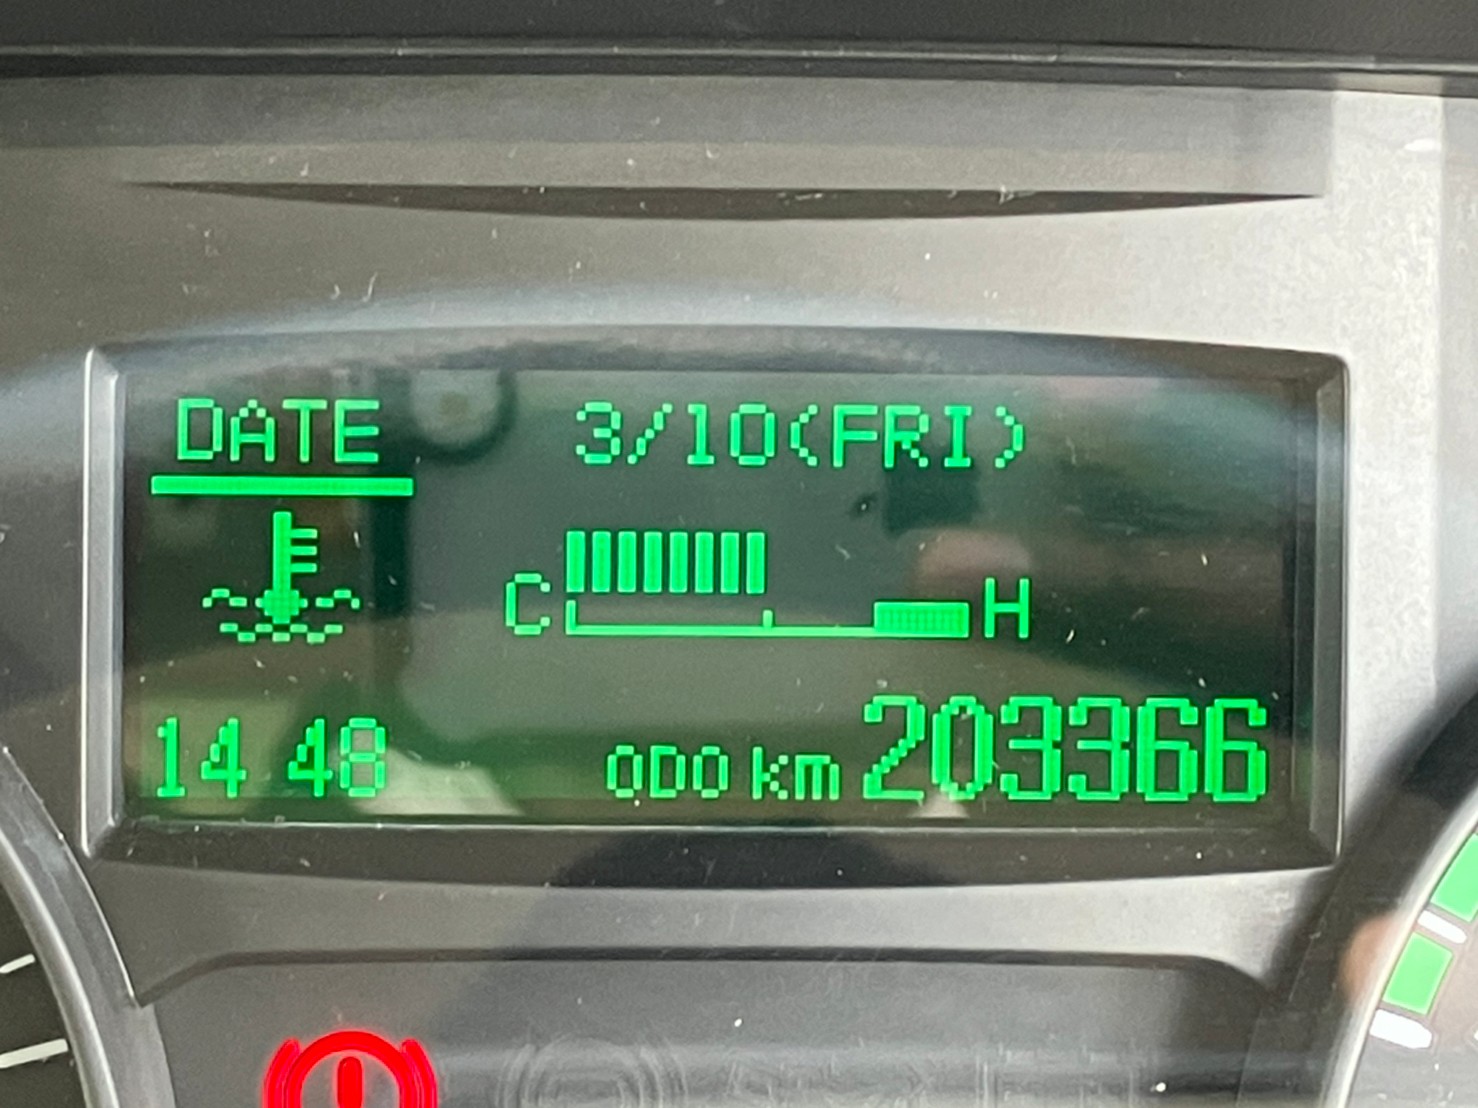 DATE 3/10(FRI)
C H
14 48 ODO km 203366